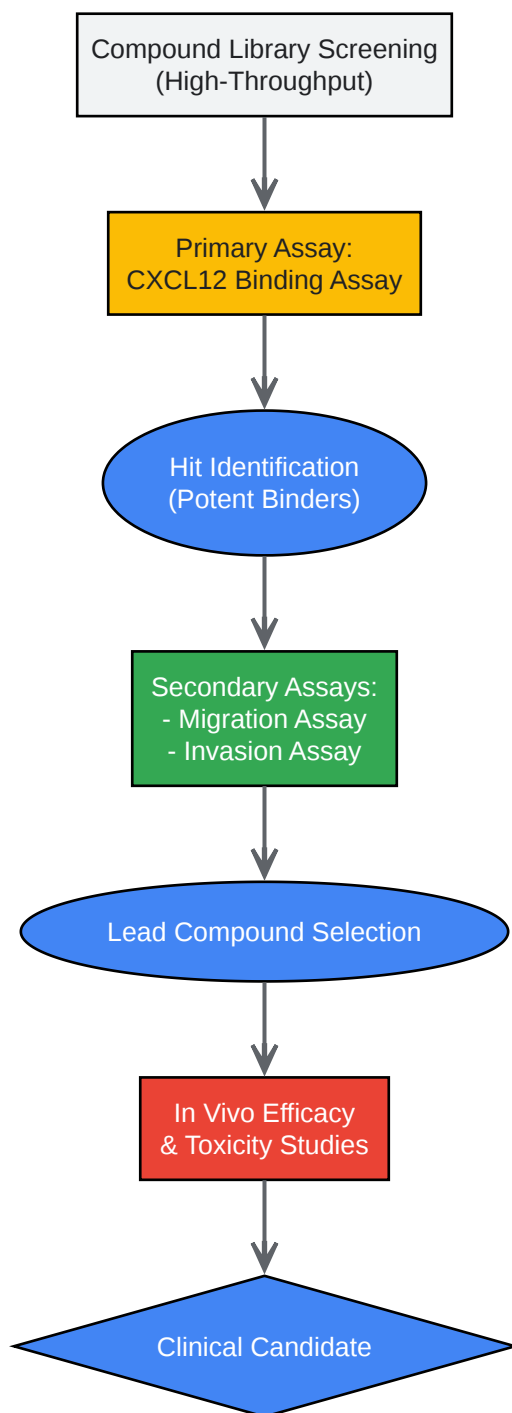 Compound Library Screening
(High-Throughput)
Primary Assay:
CXCL12 Binding Assay
Hit Identification
(Potent Binders)
Secondary Assays:
- Migration Assay
- Invasion Assay
Lead Compound Selection
In Vivo Efficacy
& Toxicity Studies
Clinical Candidate